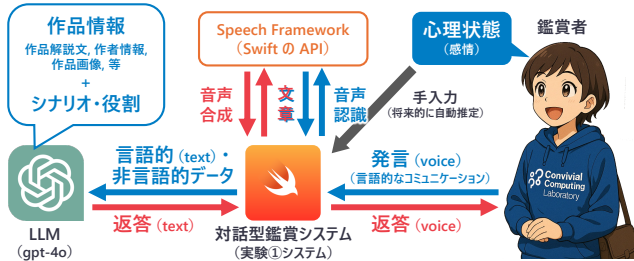 作品情報
作品解説文, 作者情報,
作品画像, 等
+
シナリオ・役割
Speech Framework
(Swift の API)
心理状態
(感情)
鑑賞者
音声
合成
文章
音声
認識
手入力
(将来的に自動推定)
言語的 (text)・
非言語的データ
返答 (text)
発言 (voice)
(言語的なコミュニケーション)
返答 (voice)
Convivial
Computing
Laboratory
LLM
(gpt-4o)
対話型鑑賞システム
(実験①システム)